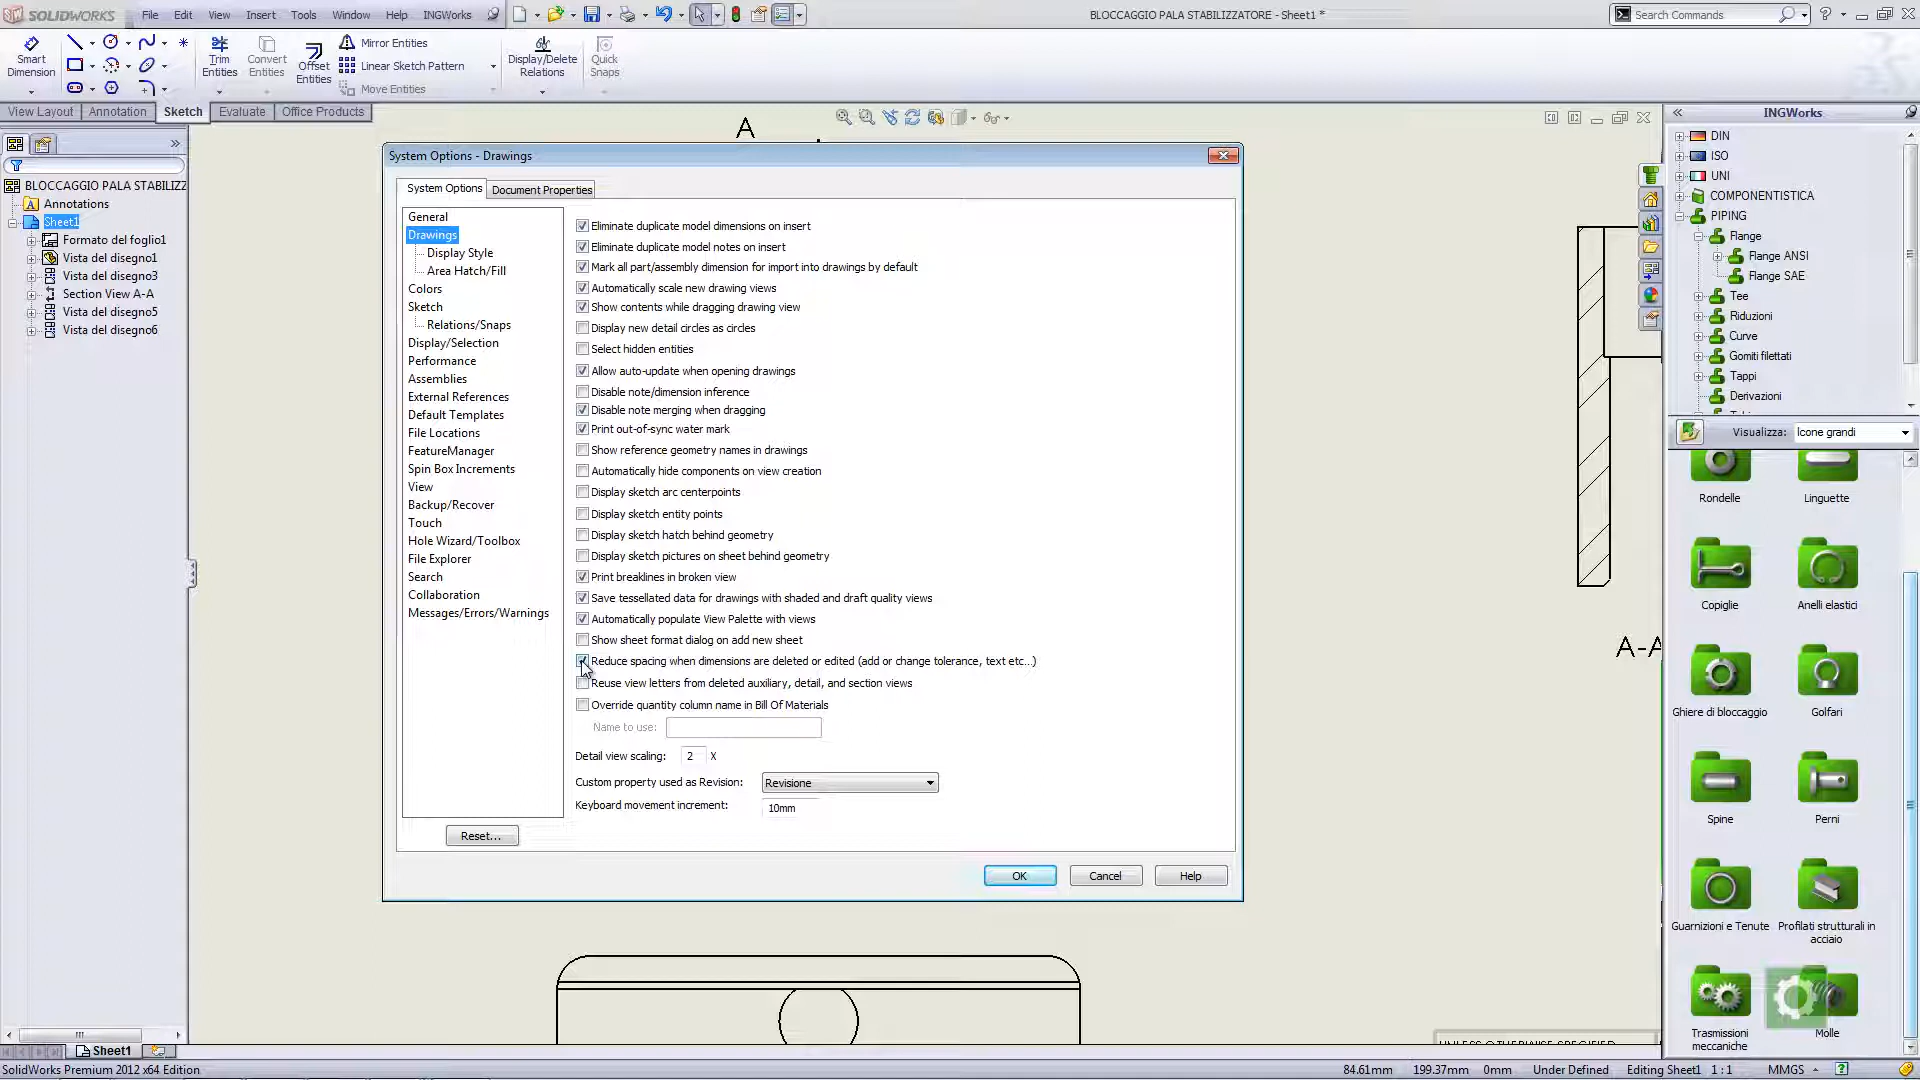 SOLIDWORKS File Edit View Insert Tools Window Help INGWorks
BLOCCAGGIO PALA STABILIZZATORE - Sheet1 *
Search Commands
Smart Dimension
Trim Entities
Convert Entities
Offset Entities
Mirror Entities
Linear Sketch Pattern
Move Entities
Display/Delete Relations
Quick Snaps
View Layout Annotation Sketch Evaluate Office Products
BLOCCAGGIO PALA STABILIZZ
Annotations
Sheet1
Formato del foglio1
Vista del disegno1
Vista del disegno3
Section View A-A
Vista del disegno5
Vista del disegno6
A
System Options - Drawings
System Options Document Properties
General
Drawings
Display Style
Area Hatch/Fill
Colors
Sketch
Relations/Snaps
Display/Selection
Performance
Assemblies
External References
Default Templates
File Locations
FeatureManager
Spin Box Increments
View
Backup/Recover
Touch
Hole Wizard/Toolbox
File Explorer
Search
Collaboration
Messages/Errors/Warnings
Reset...
Eliminate duplicate model dimensions on insert
Eliminate duplicate model notes on insert
Mark all part/assembly dimension for import into drawings by default
Automatically scale new drawing views
Show contents while dragging drawing view
Display new detail circles as circles
Select hidden entities
Allow auto-update when opening drawings
Disable note/dimension inference
Disable note merging when dragging
Print out-of-sync water mark
Show reference geometry names in drawings
Automatically hide components on view creation
Display sketch arc centerpoints
Display sketch entity points
Display sketch hatch behind geometry
Display sketch pictures on sheet behind geometry
Print breaklines in broken view
Save tessellated data for drawings with shaded and draft quality views
Automatically populate View Palette with views
Show sheet format dialog on add new sheet
Reduce spacing when dimensions are deleted or edited (add or change tolerance, text etc...)
Reuse view letters from deleted auxiliary, detail, and section views
Override quantity column name in Bill Of Materials
Name to use:
Detail view scaling: 2 X
Custom property used as Revision: Revisione
Keyboard movement increment: 10mm
OK Cancel Help
A-A
INGWorks
DIN
ISO
UNI
COMPONENTISTICA
PIPING
Flange
Flange ANSI
Flange SAE
Tee
Riduzioni
Curve
Gomiti filettati
Tappi
Derivazioni
Visualizza: Icone grandi
Rondelle Linguette
Copiglie Anelli elastici
Ghiere di bloccaggio Golfari
Spine Perni
Guarnizioni e Tenute Profilati strutturali in acciaio
Trasmissioni meccaniche Molle
Sheet1
SolidWorks Premium 2012 x64 Edition
84.61mm 199.37mm 0mm Under Defined Editing Sheet1 1 : 1 MMGS